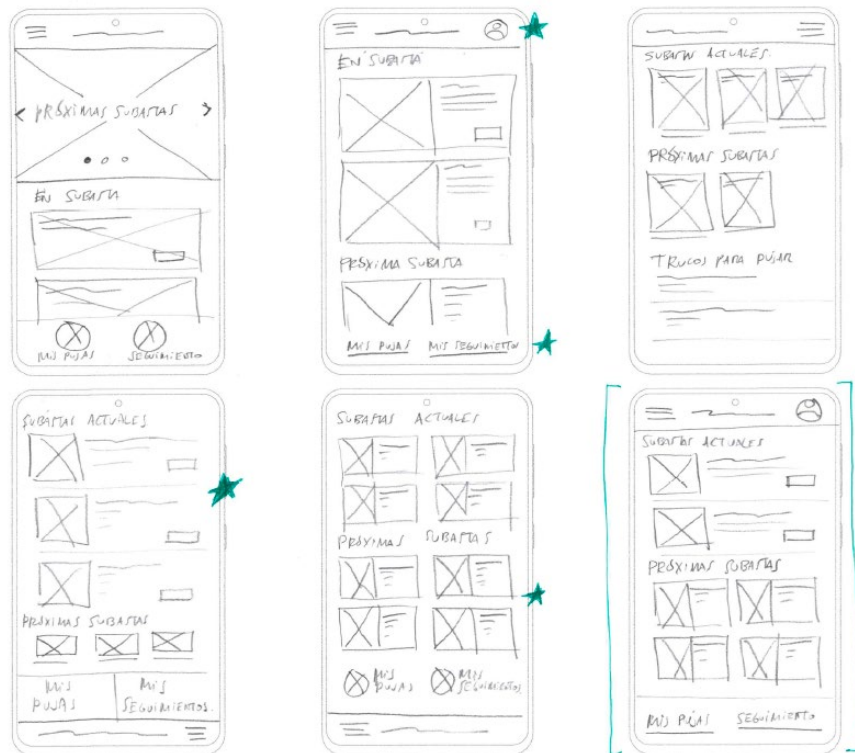 PRÓXIMAS SUBASTAS
EN SUBASTA
MIS PUJAS
SEGUIMIENTO
EN SUBASTA
PRÓXIMA SUBASTA
MIS PUJAS
MIS SEGUIMIENTOS
SUBASTAS ACTUALES
PRÓXIMAS SUBASTAS
TRUCOS PARA PUJAR
SUBASTAS ACTUALES
PRÓXIMAS SUBASTAS
MIS
PUJAS
MIS
SEGUIMIENTOS.
SUBASTAS ACTUALES
PRÓXIMAS SUBASTAS
MIS
PUJAS
MIS
SEGUIMIENTOS
SUBASTAS ACTUALES
PRÓXIMAS SUBASTAS
MIS PUJAS
SEGUIMIENTO